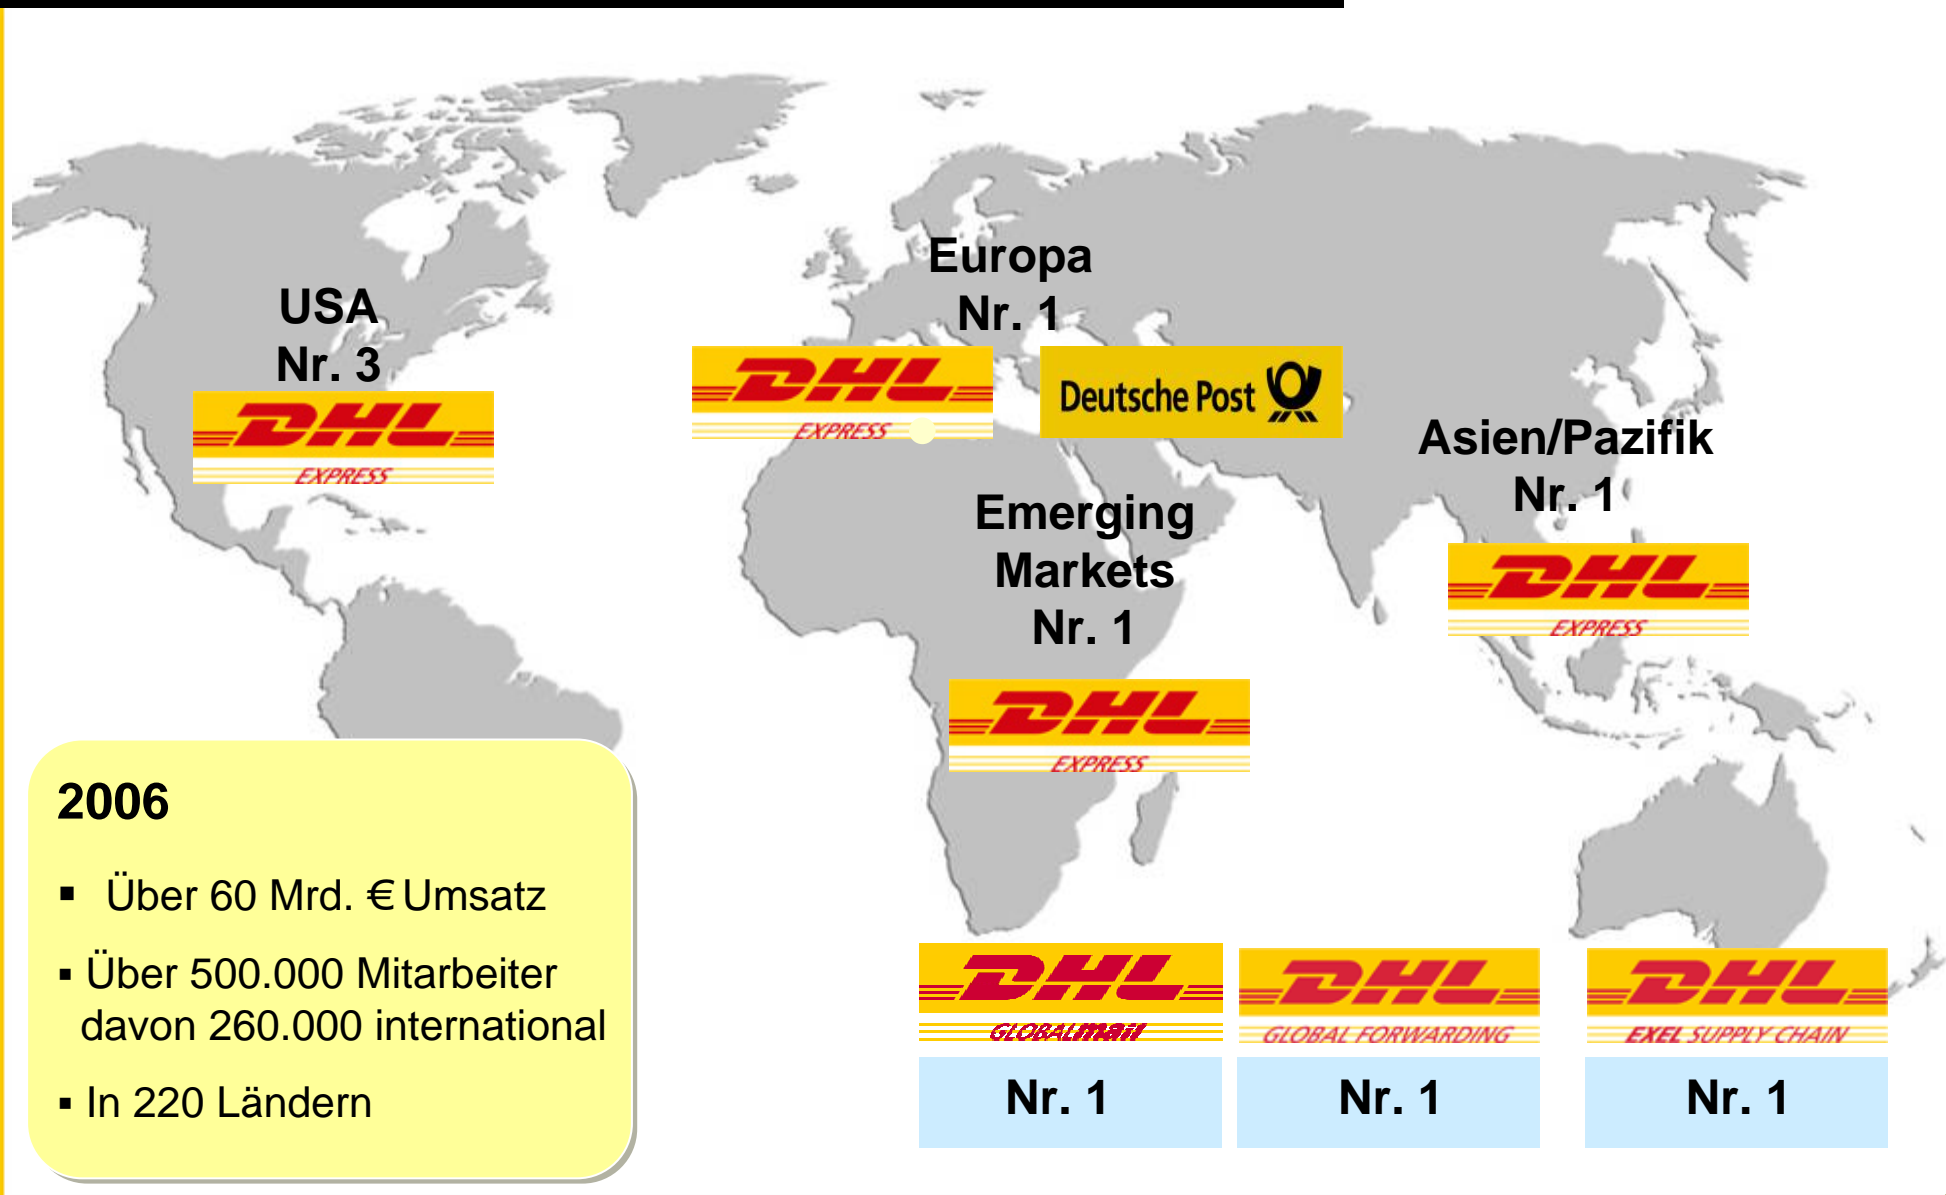 Europa
Nr. 1
DHL
EXPRESS
Deutsche Post
USA
Nr. 3
DHL
EXPRESS
Asien/Pazifik
Nr. 1
DHL
EXPRESS
Emerging
Markets
Nr. 1
DHL
EXPRESS
2006
▪ Über 60 Mrd. € Umsatz
▪ Über 500.000 Mitarbeiter
davon 260.000 international
▪ In 220 Ländern
DHL
GLOBALmail
Nr. 1
DHL
GLOBAL FORWARDING
Nr. 1
DHL
EXEL SUPPLY CHAIN
Nr. 1